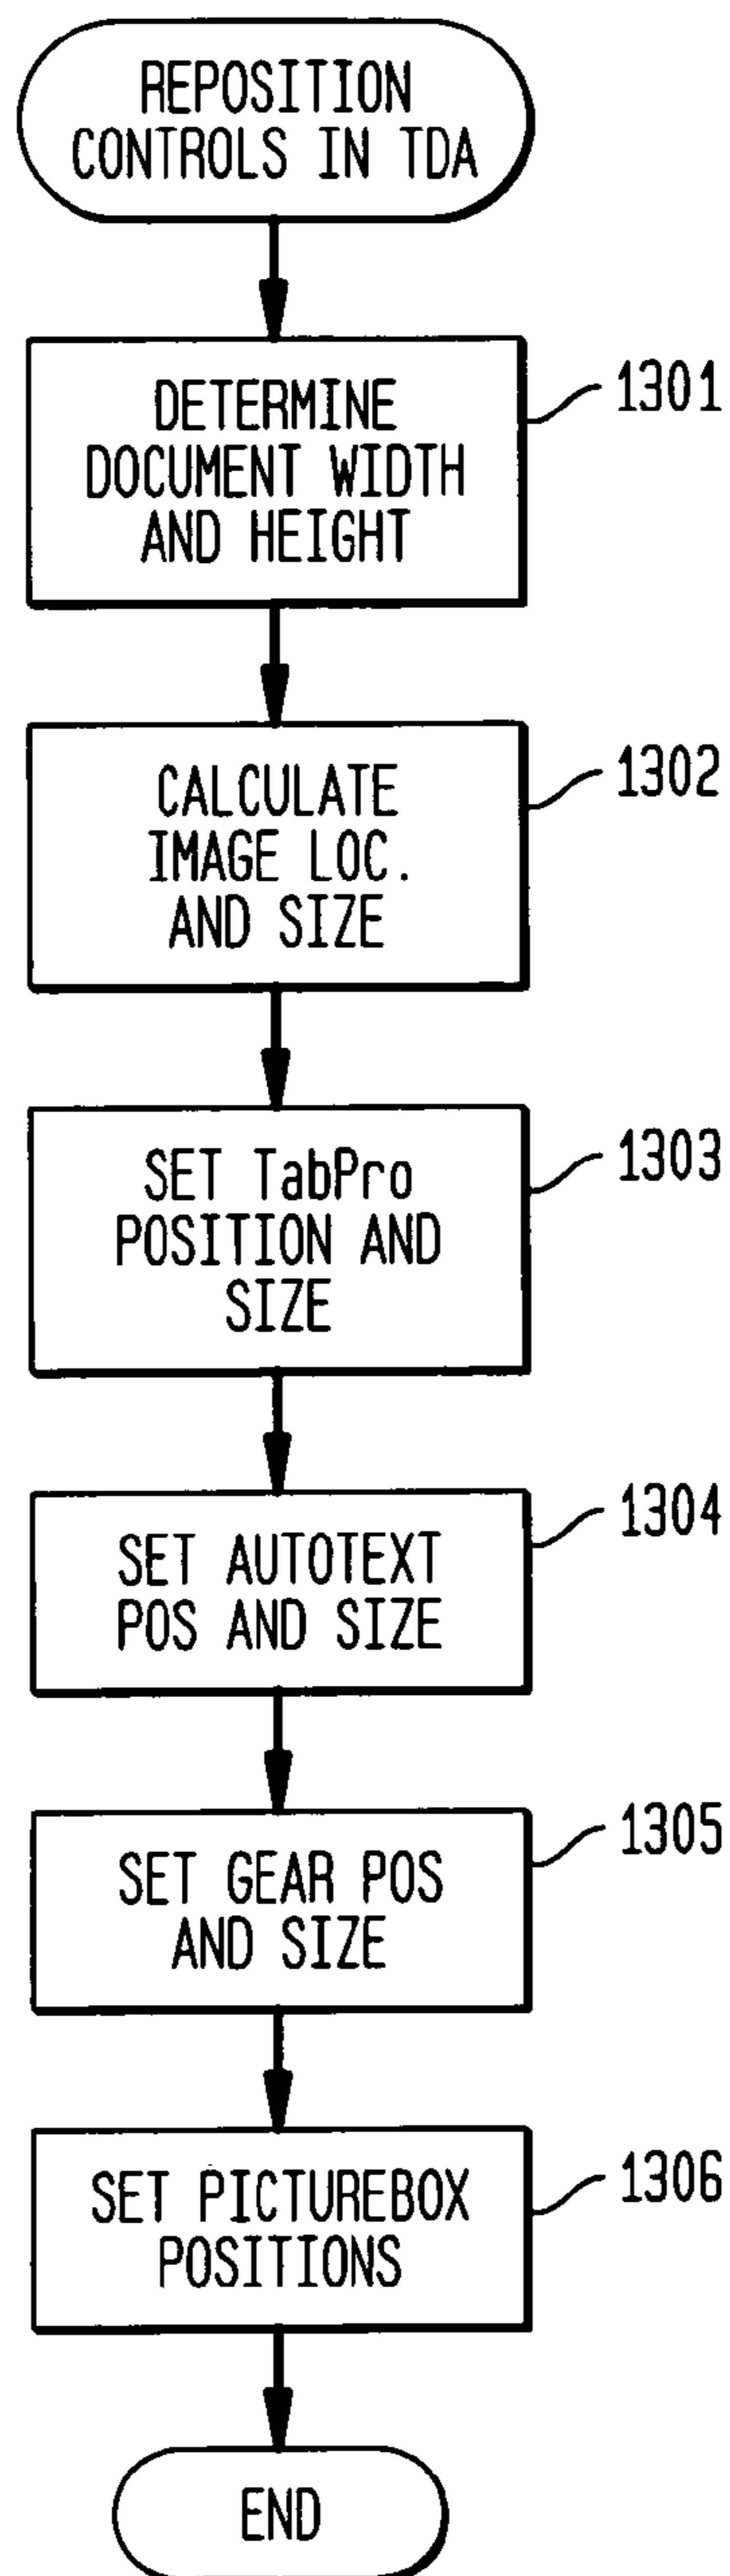 REPOSITION
CONTROLS IN TDA
DETERMINE
DOCUMENT WIDTH
AND HEIGHT
1301
CALCULATE
IMAGE LOC.
AND SIZE
1302
SET TabPro
POSITION AND
SIZE
1303
SET AUTOTEXT
POS AND SIZE
1304
SET GEAR POS
AND SIZE
1305
SET PICTUREBOX
POSITIONS
1306
END